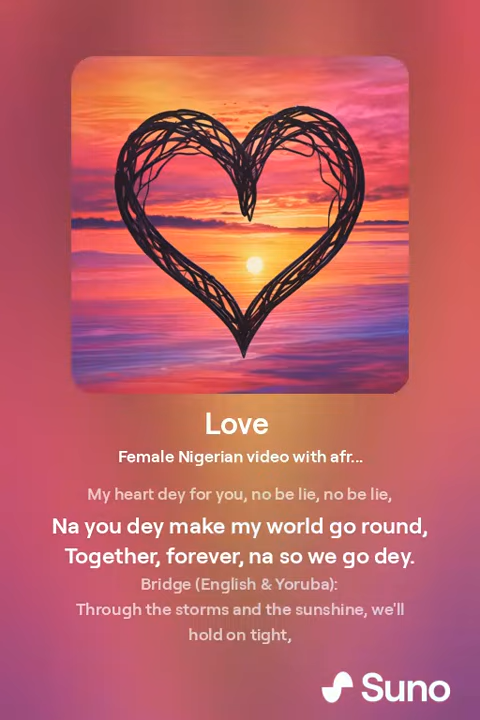 Love
Female Nigerian video with afr...
My heart dey for you, no be lie, no be lie,
Na you dey make my world go round,
Together, forever, na so we go dey.
Bridge (English & Yoruba):
Through the storms and the sunshine, we'll
hold on tight,
Suno